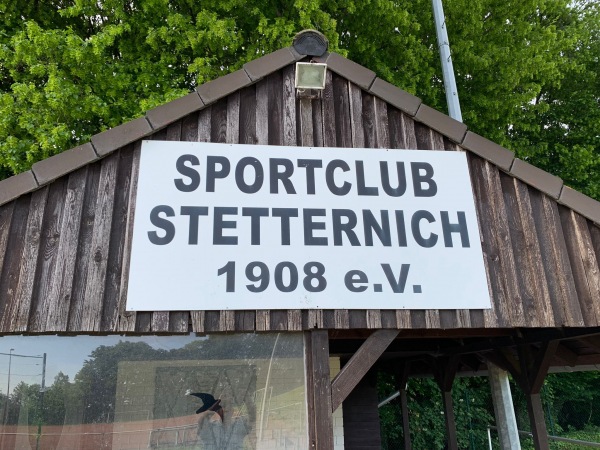 SPORTCLUB
STETTERNICH
1908 e.V.